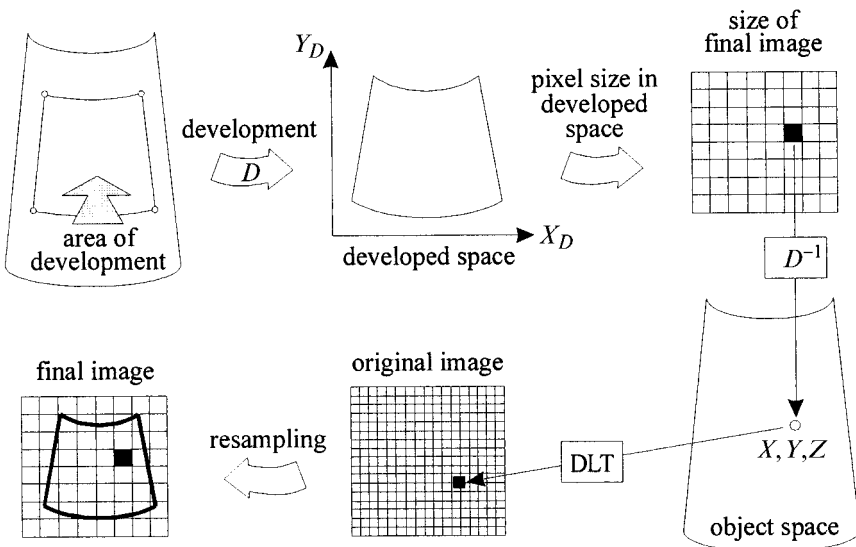 area of
development
development
D
Y_D
X_D
developed space
pixel size in
developed
space
size of
final image
D⁻¹
X, Y, Z
object space
DLT
original image
resampling
final image